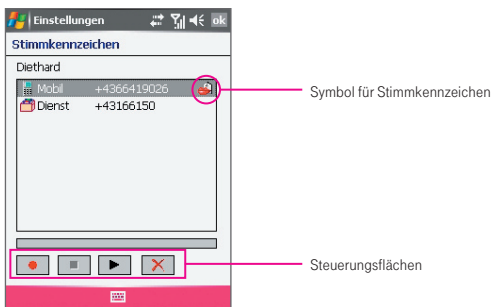 Einstellungen ok
Stimmkennzeichen
Diethard
Mobil +4366419026
Dienst +43166150
Symbol für Stimmkennzeichen
Steuerungsflächen